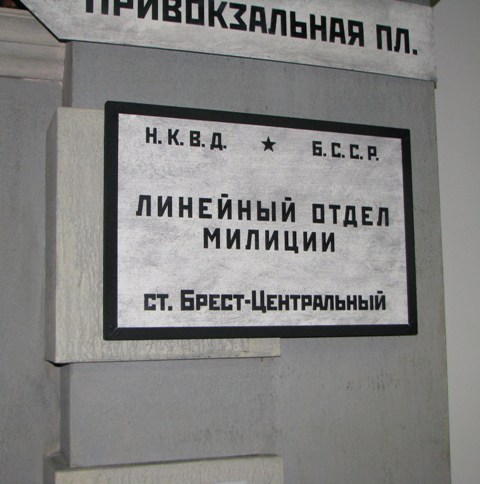 ПРИВОКЗАЛЬНАЯ ПЛ.
Н.К.В.Д. ★ Б.С.С.Р.
ЛИНЕЙНЫЙ ОТДЕЛ
МИЛИЦИИ
СТ. БРЕСТ-ЦЕНТРАЛЬНЫЙ